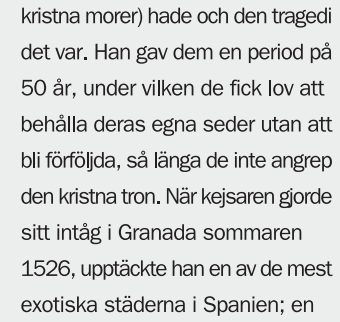 kristna morer) hade och den tragedi
det var. Han gav dem en period på
50 år, under vilken de fick lov att
behålla deras egna seder utan att
bli förföljda, så länga de inte angrep
den kristna tron. När kejsaren gjorde
sitt intåg i Granada sommaren
1526, upptäckte han en av de mest
exotiska städerna i Spanien; en